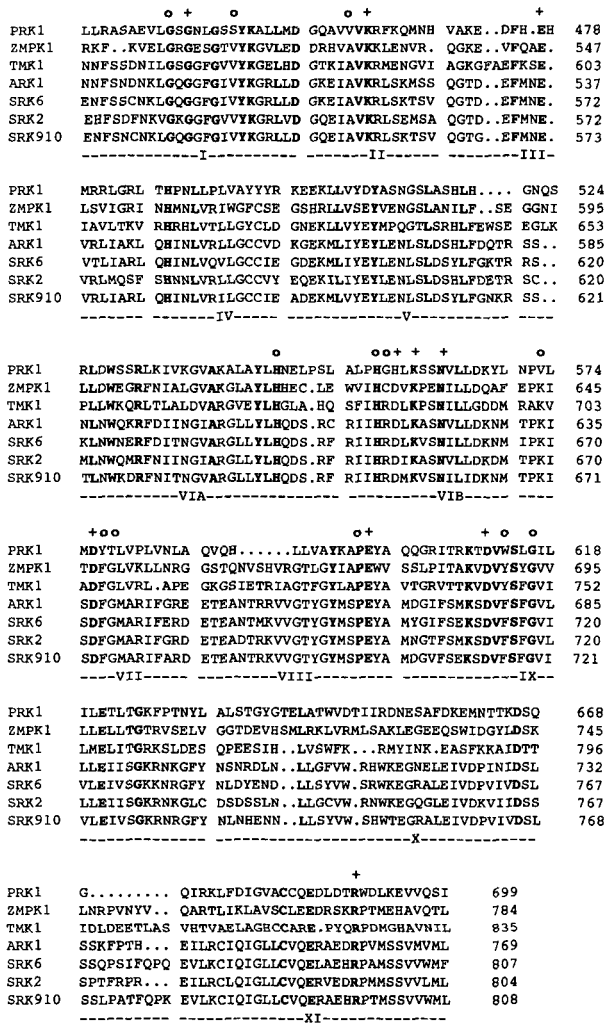 o + o o + +
PRK1 LLRASAEVLGSGNLGSSYKALLMD GQAVVVKRFKQMNH VAKE.DFH.EH 478
ZMPK1 RKF..KVELGRGESGTVYKGVLED DRHVAVKKLENVR. QGKE.VFQAE. 547
TMK1 NNFSSDNILGSGGFGVVYKGELHD GTKIAVKRMENGVI AGKGFAEFKSE 603
ARK1 NNFSNDNKLGQGGFGIVYKGRLLD GKEIAVKRLSKMSS QGTD.EFMNE. 537
SRK6 ENFSSCNKLGQGGFGIVYKGRLLD GKEIAVKRLSKTSV QGTD.EFMNE. 572
SRK2 EHFSDFNKVGKGGFGVVYKGRLVD GQEIAVKRLSEMSA QGTD.EFMNE. 572
SRK910 ENFSNCNKLGQGGFGIVYKGRLLD GQEIAVKRLSKTSV QGTG.EFMNE. 573
---------------I-------- -------II----- -------III
PRK1 MRRLGRL THPNLLPLVAYYYR KEEKLLVYDYASNGSLASHLH.... GNQS 524
ZMPK1 LSVIGRI NHMNLVRIWGFCSE GSHRLLVSEYVENGSLANILF..SE GGNI 595
TMK1 IAVLTKV RHRHLVTLLGYCLD GNEKLLVYEYMPQGTLSRHLFEWSE EGLK 653
ARK1 VRLIAKL QHINLVRLLGCCVD KGEKMLIYEYLENLSLDSHLFDQTR SS.. 585
SRK6 VTLIARL QHINLVQVLGCCIE GDEKMLIYEYLENLSLDSYLFGKTR RS.. 620
SRK2 VRLMQSF SHNNLVRLLGCCVY EQEKILIYEYLENLSLDSHLFDETR SC.. 620
SRK910 VRLIARL QHINLVRILGCCIE ADEKMLVYEYLENLSLDSYLFGNKR SS.. 621
--------------IV------ -----------V---------------
o oo+ + + o
PRK1 RLDWSSRLKIVKGVAKALAYLHNELPSL ALPHGHLKSSNVLLDKYL NPVL 574
ZMPK1 LLDWEGRFNIALGVAKGLAYLHHEC.LE WVIHCDVKPENILLDQAF EPKI 645
TMK1 PLLWKQRLTLALDVARGVEYLHGLA.HQ SFIHRDLKPSNILLGDDM RAKV 703
ARK1 NLNWQKRFDIINGIARGLLYLHQDS.RC RIIHRDLKASNVLLDKNM TPKI 635
SRK6 KLNWNERFDITNGVARGLLYLHQDS.RF RIIHRDLKVSNILLDKNM IPKI 670
SRK2 MLNWQMRFNIINGIARGLLYLHQDS.RF RIIHRDIKASNVLLDKDM TPKI 670
SRK910 TLNWKDRFNITNGVARGLLYLHQDS.RF RIIHRDMKVSNILIDKNM TPKI 671
-----------VIA------------- -----------VIB--------
+oo o+ + o o
PRK1 MDYTLVPLVNLA QVQH......LLVAYKAPEYA QQGRITRKTDVWSLGIL 618
ZMPK1 TDFGLVKLLNRG GSTQNVSHVRGTLGYIAPEWV SSLPITAKVDVYSYGVV 695
TMK1 ADFGLVRL.APE GKGSIETRIAGTFGYLAPEYA VTGRVTTKVDVYSFGVI 752
ARK1 SDFGMARIFGRE ETEANTRRVVGTYGYMSPEYA MDGIFSMKSDVFSFGVL 685
SRK6 SDFGMARIFERD ETEANTMKVVGTYGYMSPEYA MYGIFSEKSDVFSFGVI 720
SRK2 SDFGMARIFGRD ETEADTRKVVGTYGYMSPEYA MNGTFSMKSDVFSFGVL 720
SRK910 SDFGMARIFARD ETEANTRKVVGTYGYMSPEYA MDGVFSEKSDVFSFGVI 721
----VII----- --------VIII--------- --------------IX--
PRK1 ILETLTGKFPTNYL ALSTGYGTELATWVDTIIRDNESAFDKEMNTTKDSQ 668
ZMPK1 LLELLTGTRVSELV GGTDEVHSMLRKLVRMLSAKLEGEEQSWIDGYLDSK 745
TMK1 LMELITGRKSLDES QPEESIH..LVSWFK...RMYINK.EASFKKAIDTT 796
ARK1 LLEIISGKRNKGFY NSNRDLN.LLGFVW.RHWKEGNELEIVDPINIDSL 732
SRK6 VLEIVSGKKNRGFY NLDYEND.LLSYVW.SRWKEGRALEIVDPVIVDSL 767
SRK2 LLEIISGKRNKGLC DSDSSLN.LLGCVW.RNWKEGQGLEIVDKVIIDSS 767
SRK910 VLEIVSGKRNRGFY NLNHENN.LLSYVW.SHWTEGRALEIVDPVIVDSL 768
-------------- ---------------------X------------
+
PRK1 G......... QIRKLFDIGVACCQEDLDTRWDLKEVVQSI 699
ZMPK1 LNRPVNYV.. QARTLIKLAVSCLEEDRSKRPTMEHAVQTL 784
TMK1 IDLDEETLAS VHTVAELAGHCCARE.PYQRPDMGHAVNIL 835
ARK1 SSKFPTH... EILRCIQIGLLCVQERAEDRPVMSSVMVML 769
SRK6 SSQPSIFQPQ EVLKCIQIGLLCVQELAEHRPAMSSVVWMF 807
SRK2 SPTFRPR... EILRCLQIGLLCVQERVEDRPMMSSVVLML 804
SRK910 SSLPATFQPK EVLKCIQIGLLCVQERAEHRPTMSSVVWML 808
---------- ---------------XI------------